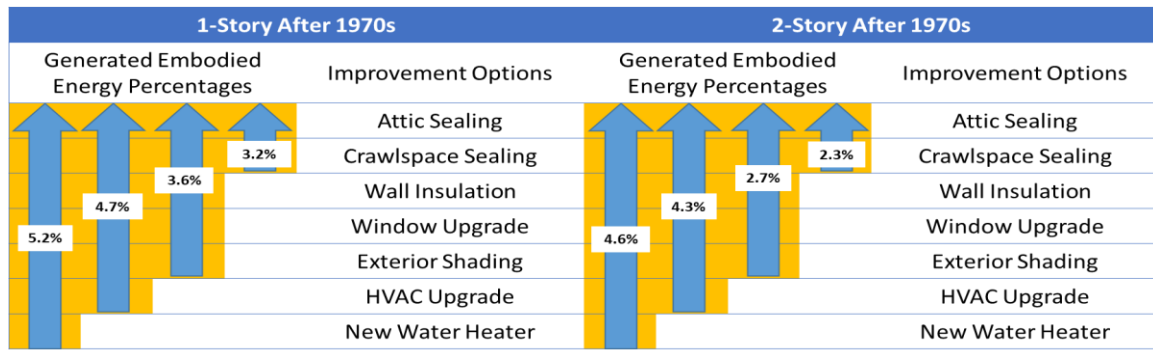 1-Story After 1970s
2-Story After 1970s
Generated Embodied
Energy Percentages
Improvement Options
Generated Embodied
Energy Percentages
Improvement Options
Attic Sealing
Attic Sealing
3.2%
Crawlspace Sealing
2.3%
Crawlspace Sealing
3.6%
Wall Insulation
2.7%
Wall Insulation
4.7%
Window Upgrade
4.3%
Window Upgrade
5.2%
Exterior Shading
4.6%
Exterior Shading
HVAC Upgrade
HVAC Upgrade
New Water Heater
New Water Heater